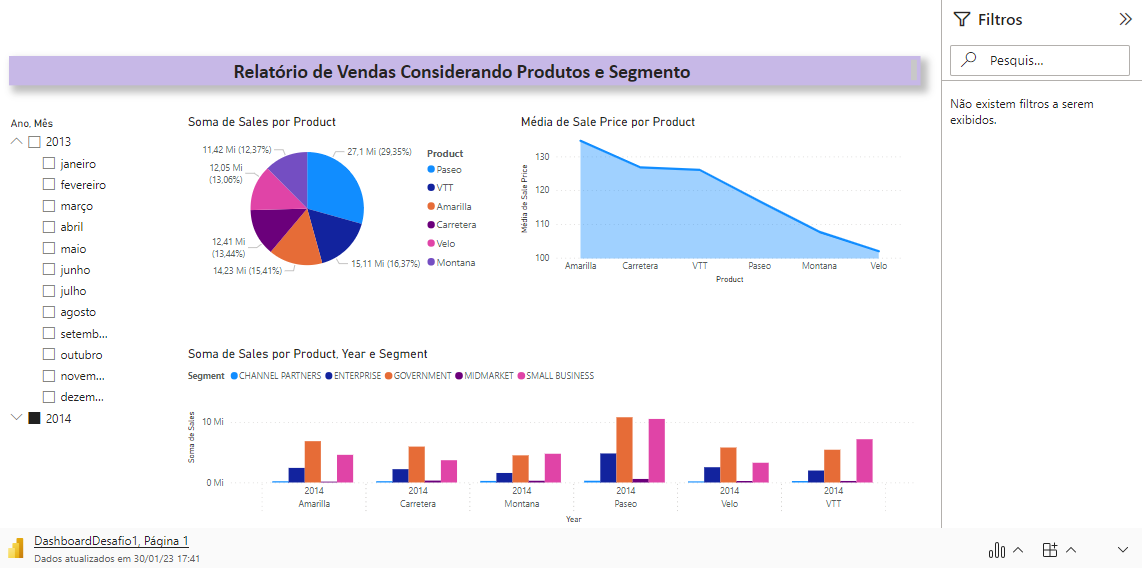 Filtros
Pesquis...
Não existem filtros a serem
exibidos.
Relatório de Vendas Considerando Produtos e Segmento
Ano, Mês
2013
janeiro
fevereiro
março
abril
maio
junho
julho
agosto
setemb...
outubro
novem...
dezem...
2014
Soma de Sales por Product
11,42 Mi (12,37%)
27,1 Mi (29,35%)
12,05 Mi
(13,06%)
12,41 Mi
(13,44%)
14,23 Mi (15,41%)
15,11 Mi (16,37%)
Product
Paseo
VTT
Amarilla
Carretera
Velo
Montana
Média de Sale Price por Product
Média de Sale Price
130
120
110
100
Amarilla Carretera VTT Paseo Montana Velo
Product
Soma de Sales por Product, Year e Segment
Segment CHANNEL PARTNERS ENTERPRISE GOVERNMENT MIDMARKET SMALL BUSINESS
Soma de Sales
10 Mi
0 Mi
2014 2014 2014 2014 2014 2014
Amarilla Carretera Montana Paseo Velo VTT
Year
DashboardDesafio1, Página 1
Dados atualizados em 30/01/23 17:41